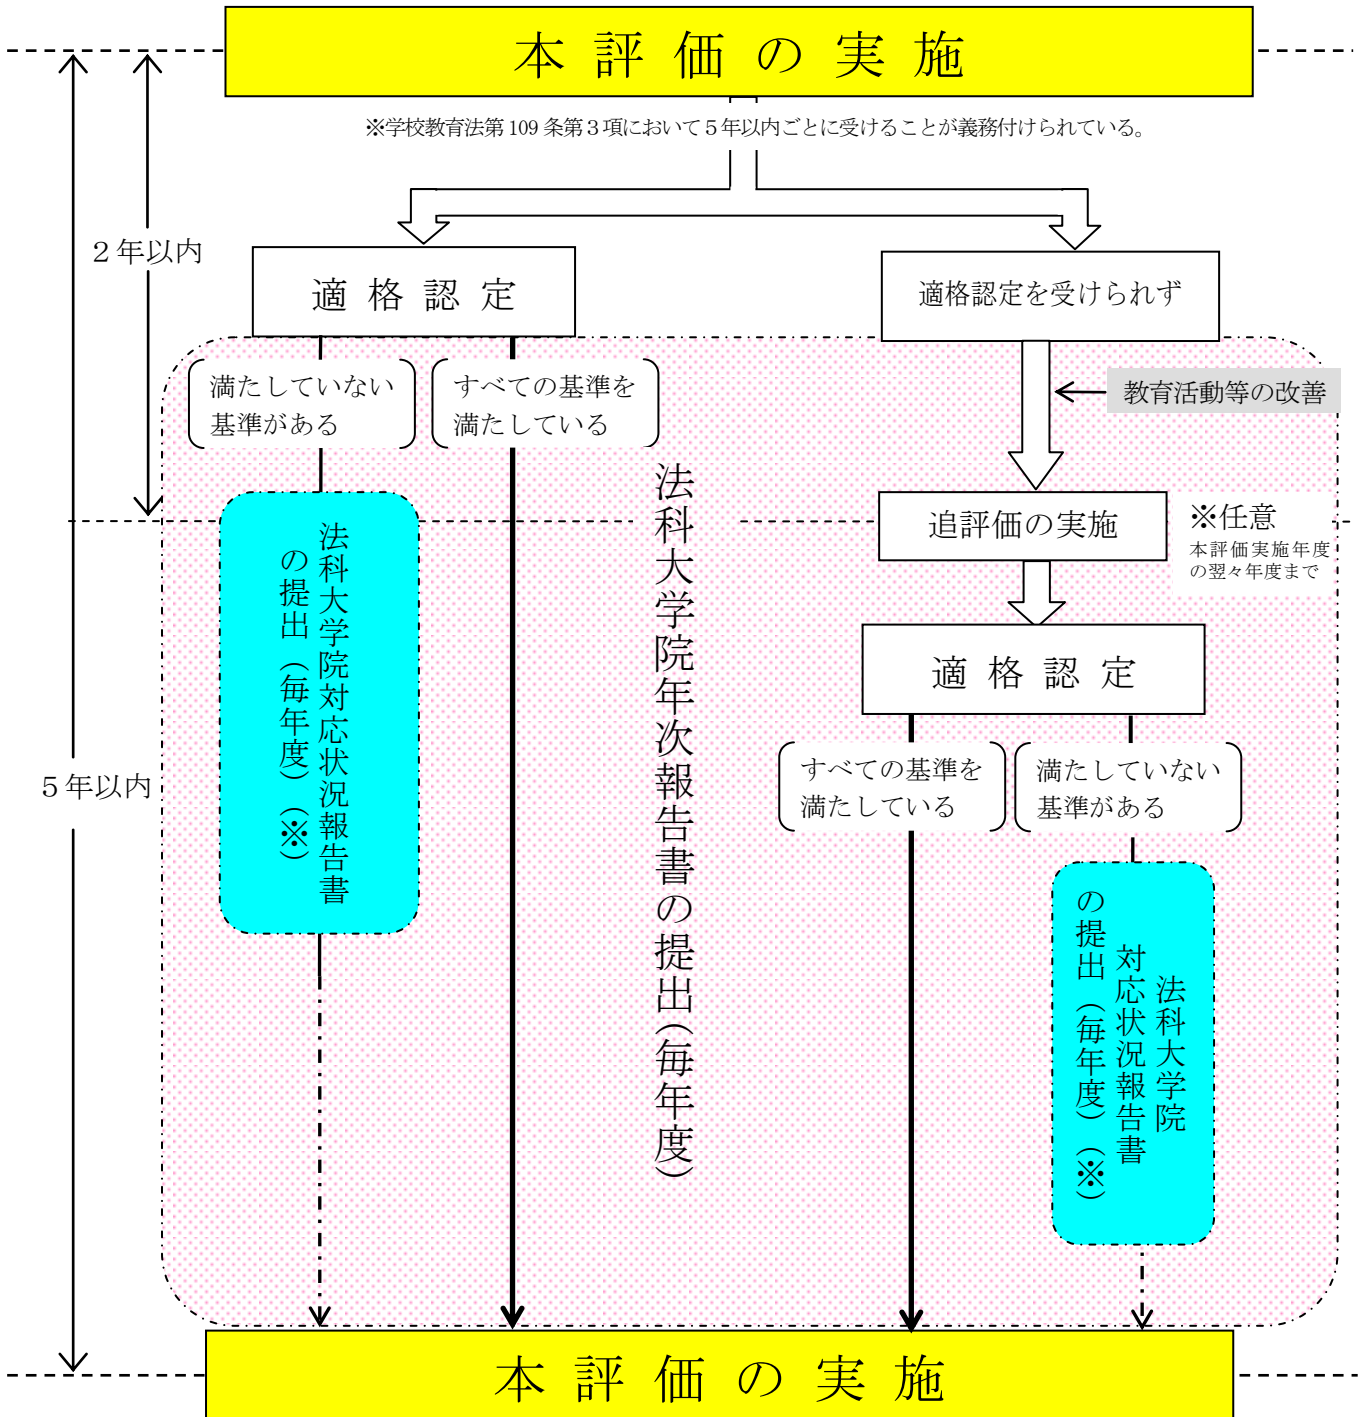 本評価の実施
※学校教育法第109条第３項において５年以内ごとに受けることが義務付けられている。
２年以内
適格認定
適格認定を受けられず
満たしていない
基準がある
すべての基準を
満たしている
教育活動等の改善
追評価の実施
※任意
本評価実施年度
の翌々年度まで
法科大学院対応状況報告書
の提出（毎年度）（※）
法科大学院年次報告書の提出（毎年度）
適格認定
５年以内
すべての基準を
満たしている
満たしていない
基準がある
法科大学院
対応状況報告書
の提出（毎年度）（※）
本評価の実施